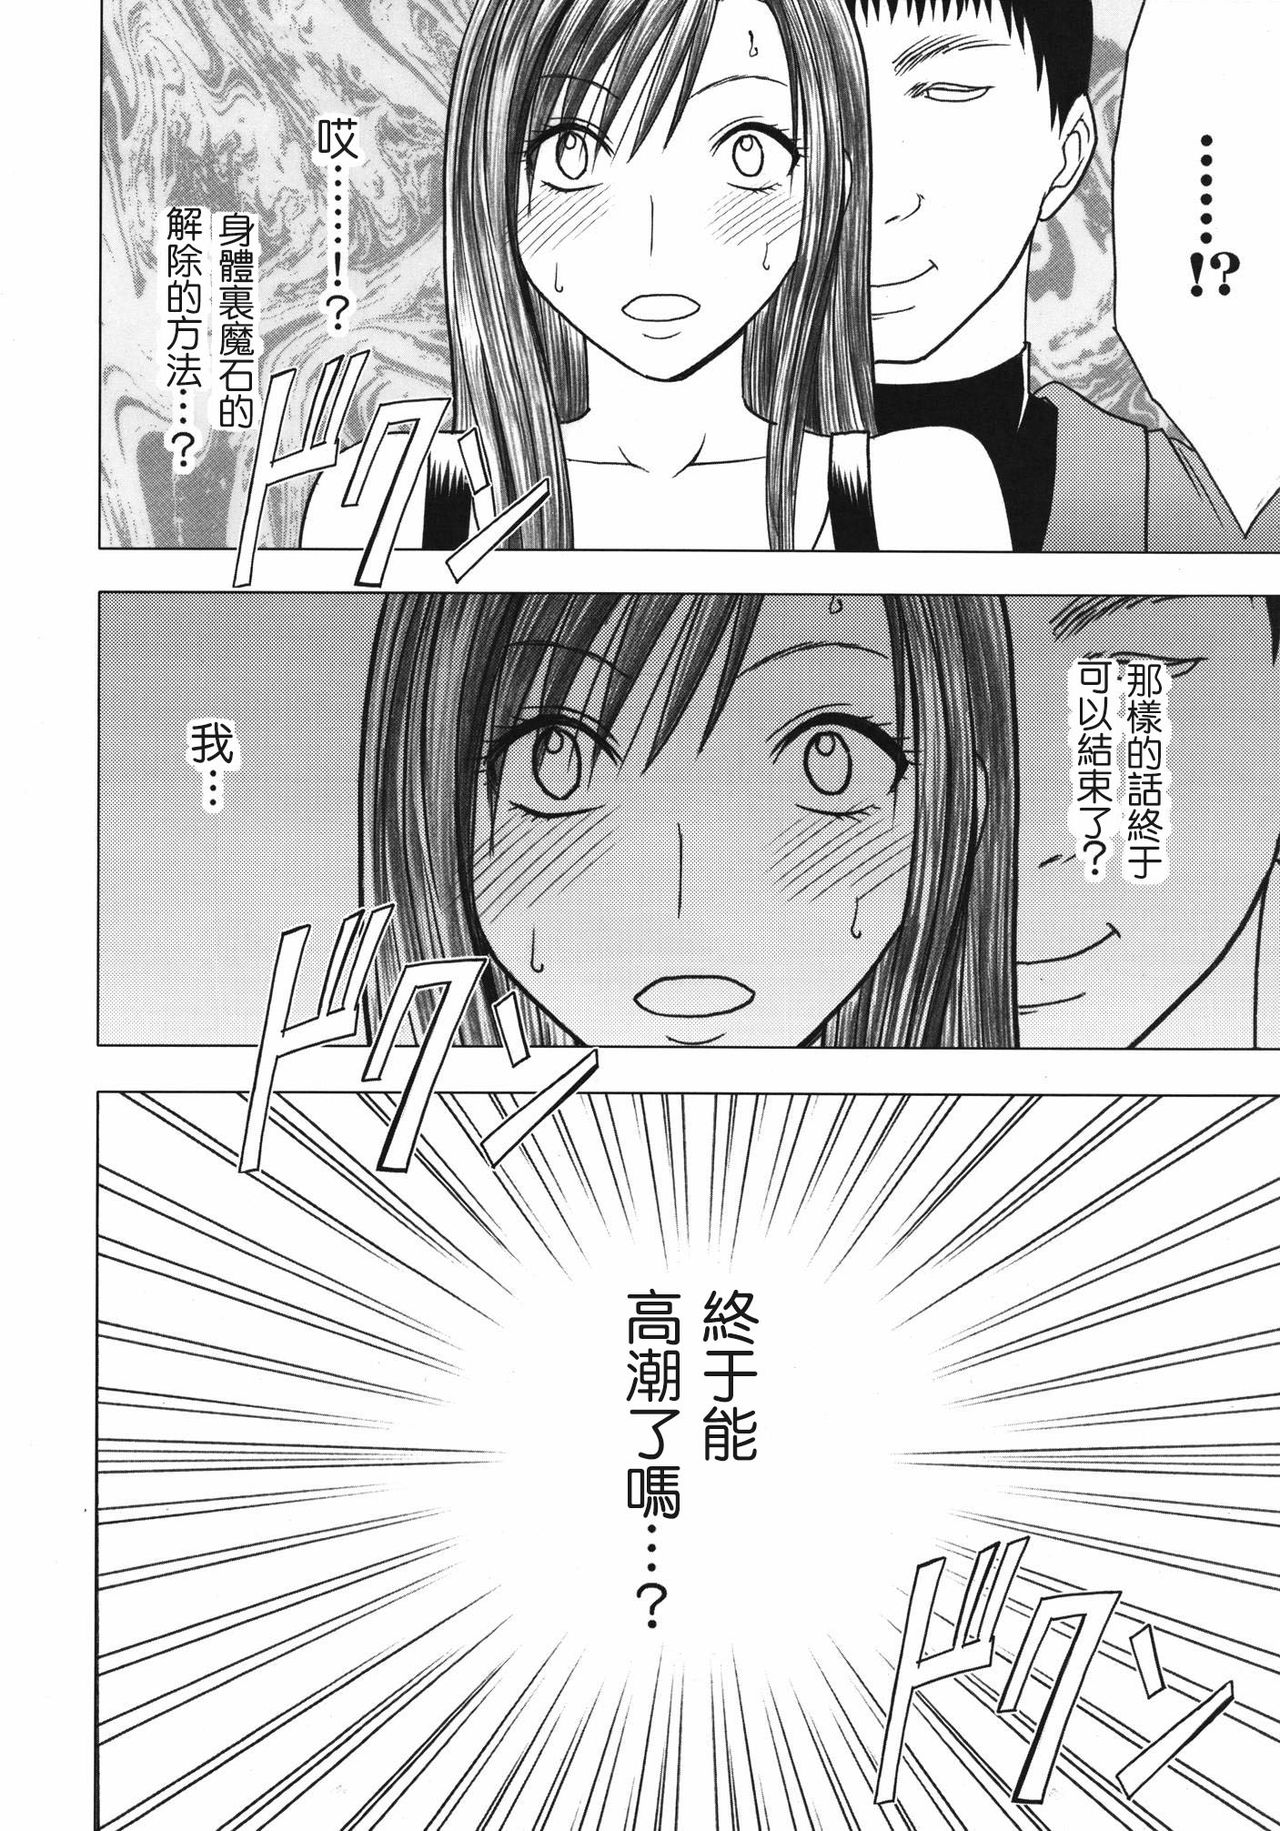 ………!?
哎………!?
身體裏魔石的
解除的方法…?
ドクン
那樣的話終于
可以結束了?
我…
ドクン
終于能
高潮了嗎…?
ドクン